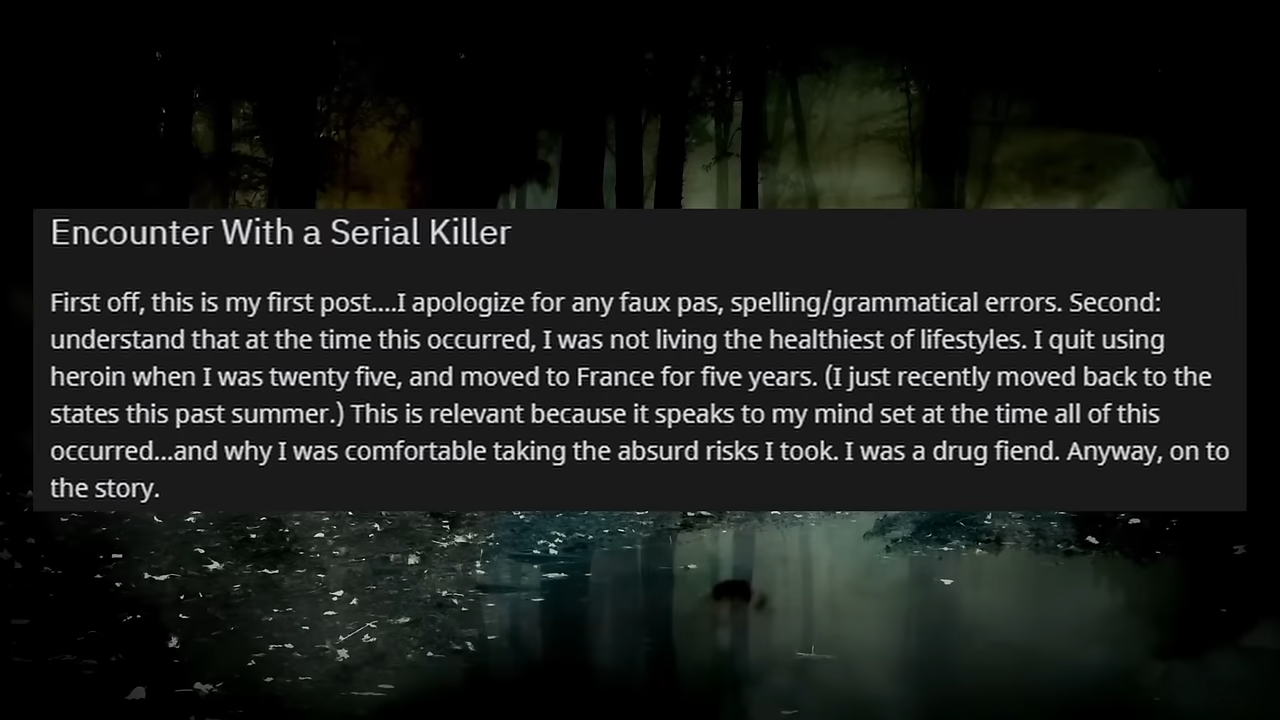 Encounter With a Serial Killer
First off, this is my first post....I apologize for any faux pas, spelling/grammatical errors. Second:
understand that at the time this occurred, I was not living the healthiest of lifestyles. I quit using
heroin when I was twenty five, and moved to France for five years. (I just recently moved back to the
states this past summer.) This is relevant because it speaks to my mind set at the time all of this
occurred...and why I was comfortable taking the absurd risks I took. I was a drug fiend. Anyway, on to
the story.